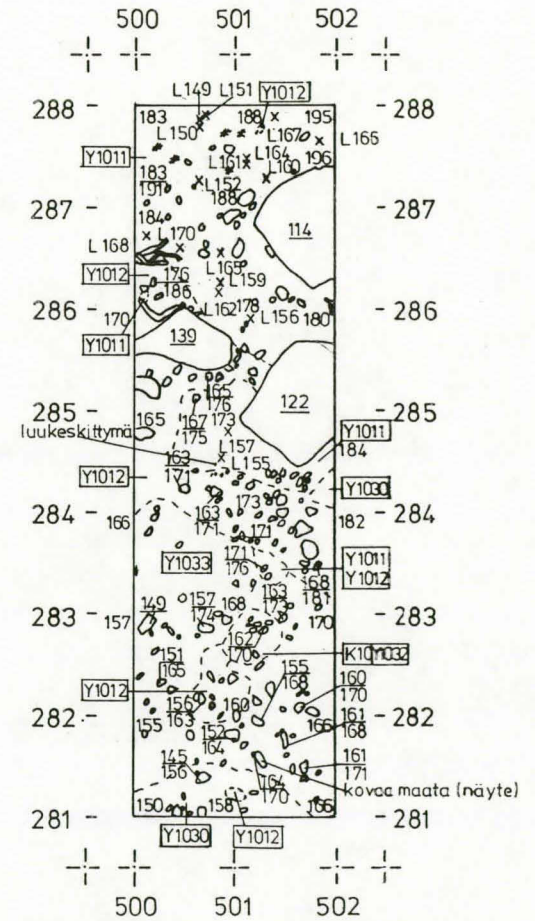 500 501 502
L149 L151 Y1012
288 183 188 195 288
L150 L167 L166
L164
Y1011 L161 196
183 L160
191 L152
188
287 184 287
114
L170
L168
L165
Y1012 176 L159
186
286 L162 178 L156 180 286
170
139
Y1011
165
176 122
285 165 167 173 285
175
luukeskittymä L157 Y1011
163 L155 184
Y1012 171
173 Y1030
163
284 166 171 171 182 284
171 Y1011
Y1033 176 Y1012
163 168
149 157 168 173 181
283 157 174 170 283
162
170 Y1032
151
165 155 160
Y1012 168 170
156 160
282 163 161 282
155 152 166 168
164
145 161
156 171
164 kovaa maata (näyte)
170
150 158 166
281 281
Y1030 Y1012
500 501 502